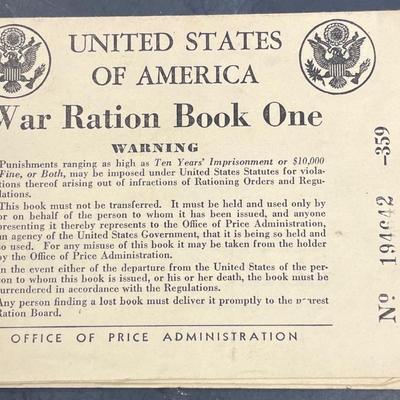 UNITED STATES
OF AMERICA
War Ration Book One
WARNING
Punishments ranging as high as Ten Years' Imprisonment or $10,000
Fine, or Both, may be imposed under United States Statutes for viola-
tions thereof arising out of infractions of Rationing Orders and Regu-
lations.
This book must not be transferred. It must be held and used only by
or on behalf of the person to whom it has been issued, and anyone
presenting it thereby represents to the Office of Price Administration,
an agency of the United States Government, that it is being so held and
so used. For any misuse of this book it may be taken from the holder
by the Office of Price Administration.
In the event either of the departure from the United States of the per-
son to whom this book is issued, or his or her death, the book must be
surrendered in accordance with the Regulations.
Any person finding a lost book must deliver it promptly to the nearest
Ration Board.
OFFICE OF PRICE ADMINISTRATION
Nº 194642 -359